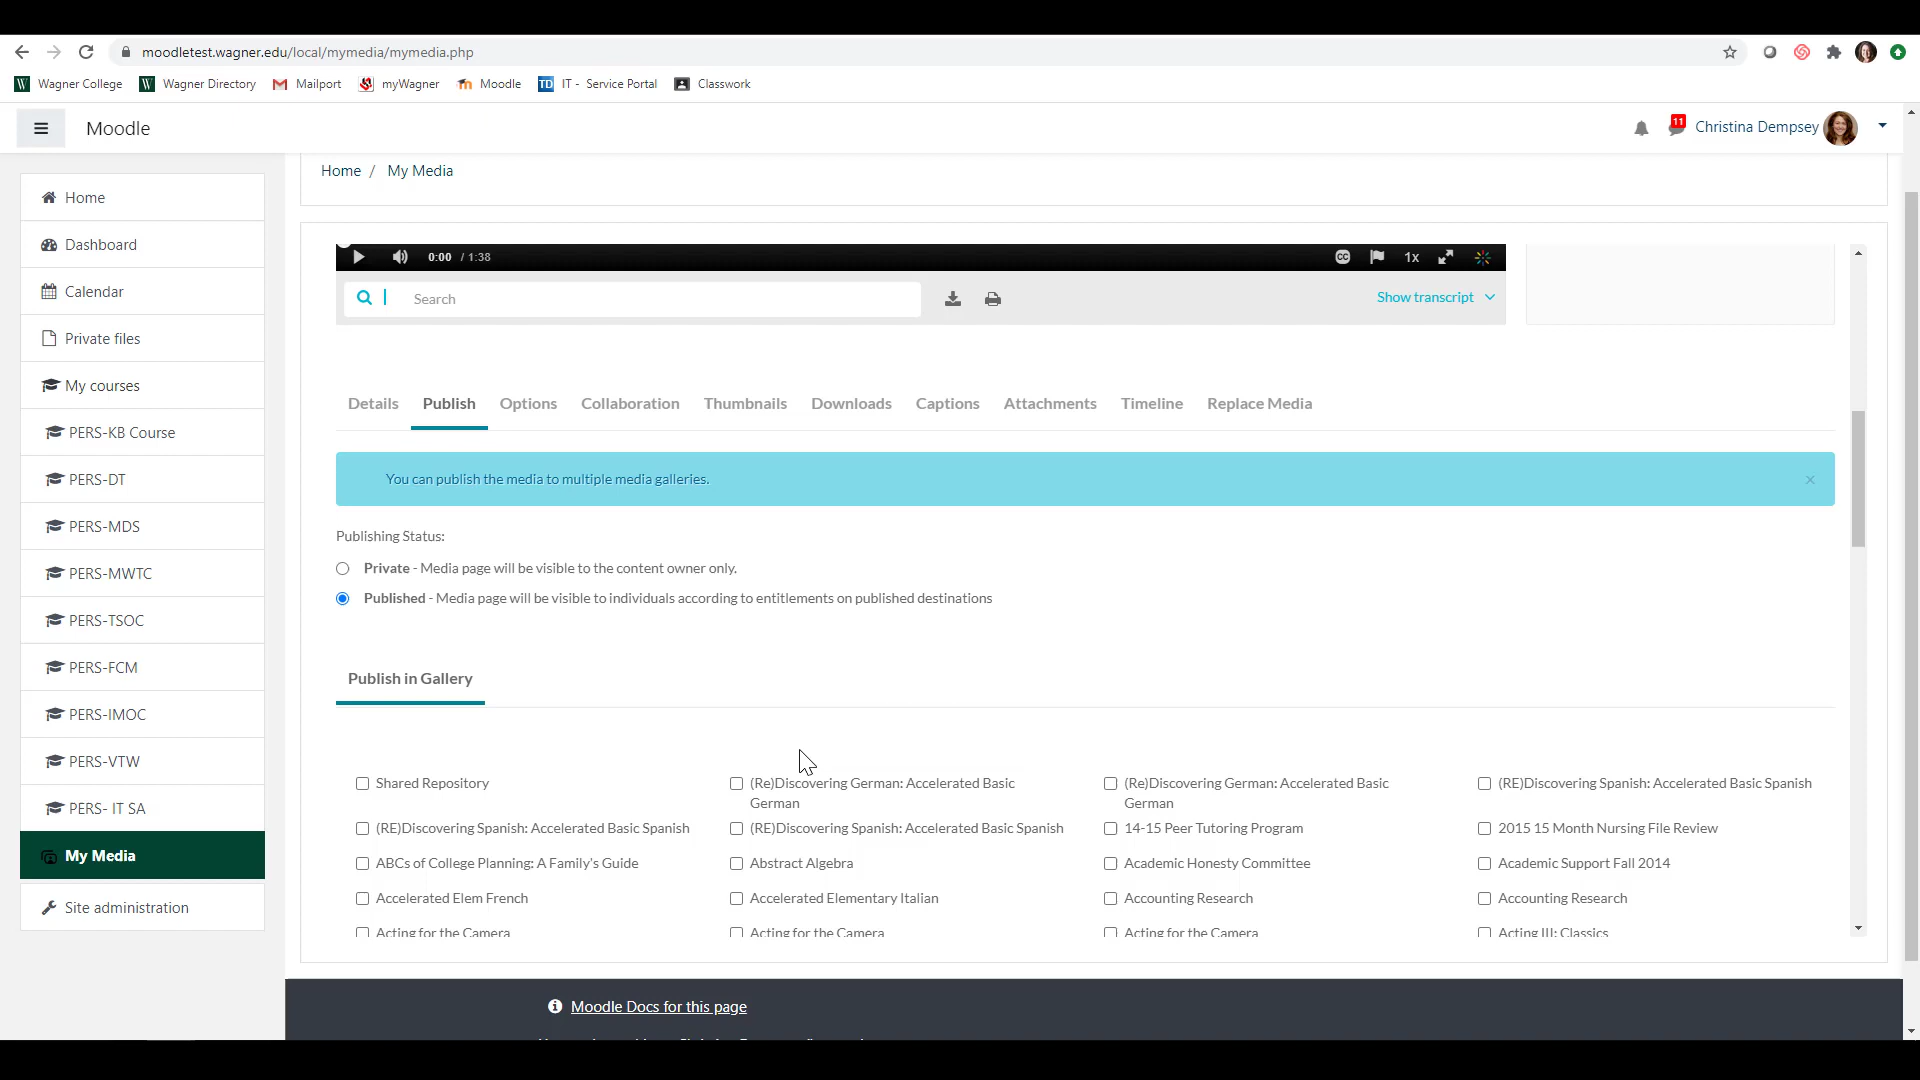 moodletest.wagner.edu/local/mymedia/mymedia.php
Wagner College
Wagner Directory
Mailport
myWagner
Moodle
TD
IT - Service Portal
Classwork
Moodle
11
Christina Dempsey
Home / My Media
Home
Dashboard
Calendar
Private files
My courses
PERS-KB Course
PERS-DT
PERS-MDS
PERS-MWTC
PERS-TSOC
PERS-FCM
PERS-IMOC
PERS-VTW
PERS- IT SA
My Media
Site administration
0:00 / 1:38
CC
1x
Search
Show transcript
Details
Publish
Options
Collaboration
Thumbnails
Downloads
Captions
Attachments
Timeline
Replace Media
You can publish the media to multiple media galleries.
Publishing Status:
Private - Media page will be visible to the content owner only.
Published - Media page will be visible to individuals according to entitlements on published destinations
Publish in Gallery
Shared Repository
(Re)Discovering German: Accelerated Basic
German
(Re)Discovering German: Accelerated Basic
German
(RE)Discovering Spanish: Accelerated Basic Spanish
(RE)Discovering Spanish: Accelerated Basic Spanish
(RE)Discovering Spanish: Accelerated Basic Spanish
14-15 Peer Tutoring Program
2015 15 Month Nursing File Review
ABCs of College Planning: A Family's Guide
Abstract Algebra
Academic Honesty Committee
Academic Support Fall 2014
Accelerated Elem French
Accelerated Elementary Italian
Accounting Research
Accounting Research
Acting for the Camera
Acting for the Camera
Acting for the Camera
Acting III: Classics
Moodle Docs for this page